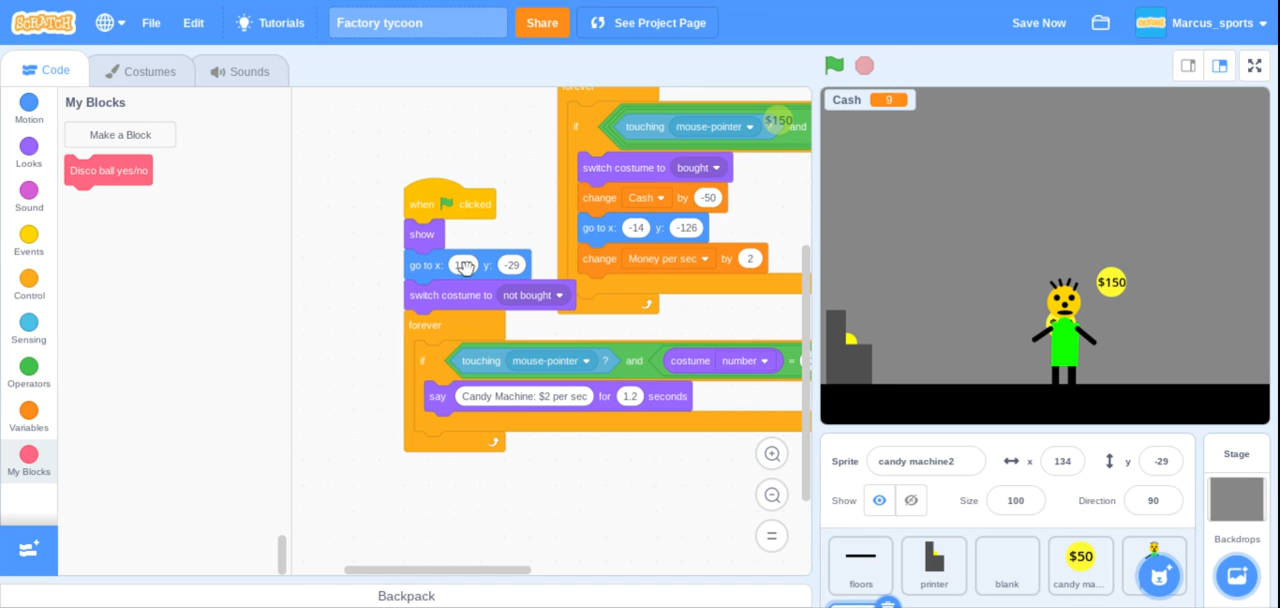 SCRATCH
File
Edit
Tutorials
Factory tycoon
Share
See Project Page
Save Now
Marcus_sports
Code
Costumes
Sounds
Motion
Looks
Sound
Events
Control
Sensing
Operators
Variables
My Blocks
My Blocks
Make a Block
Disco ball yes/no
forever
if touching mouse-pointer ? and
$150
switch costume to bought
change Cash by -50
go to x: -14 y: -126
change Money per sec by 2
when clicked
show
go to x: y: -29
switch costume to not bought
forever
if touching mouse-pointer ? and costume number =
say Candy Machine: $2 per sec for 1.2 seconds
Backpack
Cash 9
$150
Sprite candy machine2 x 134 y -29
Show Size 100 Direction 90
floors
printer
blank
$50
candy ma...
Stage
Backdrops